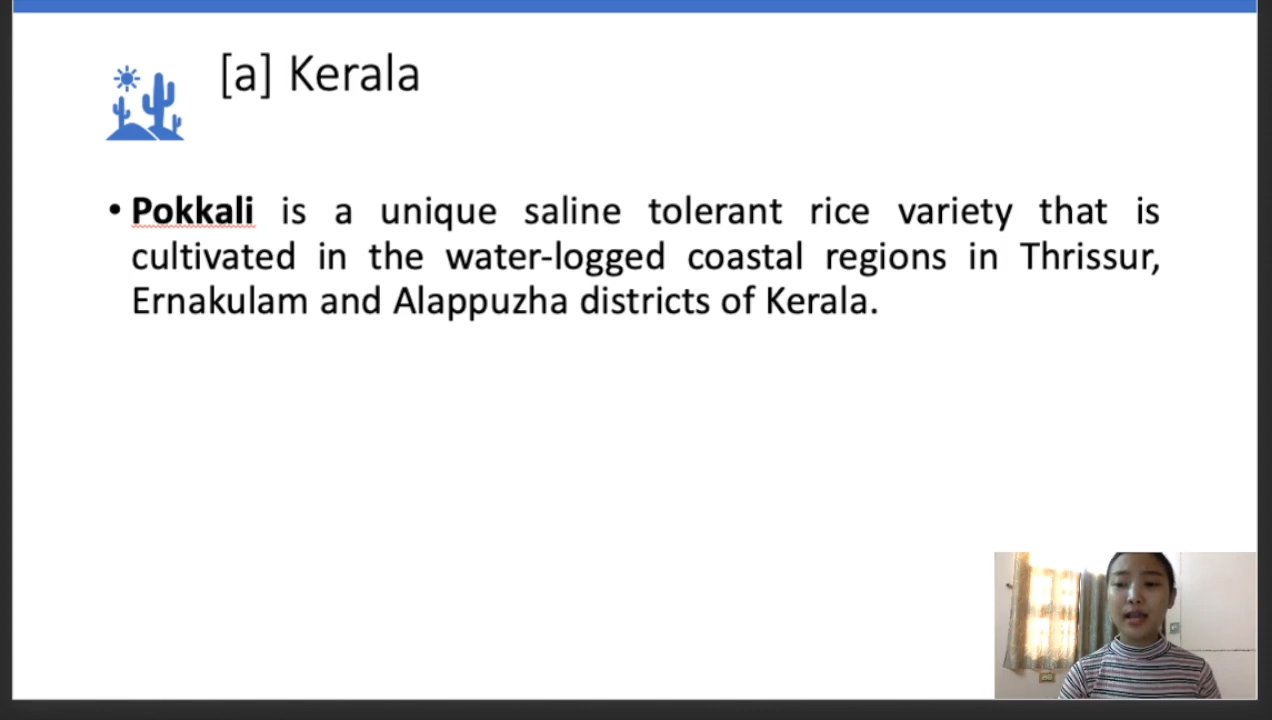 [a] Kerala
• Pokkali is a unique saline tolerant rice variety that is
cultivated in the water-logged coastal regions in Thrissur,
Ernakulam and Alappuzha districts of Kerala.